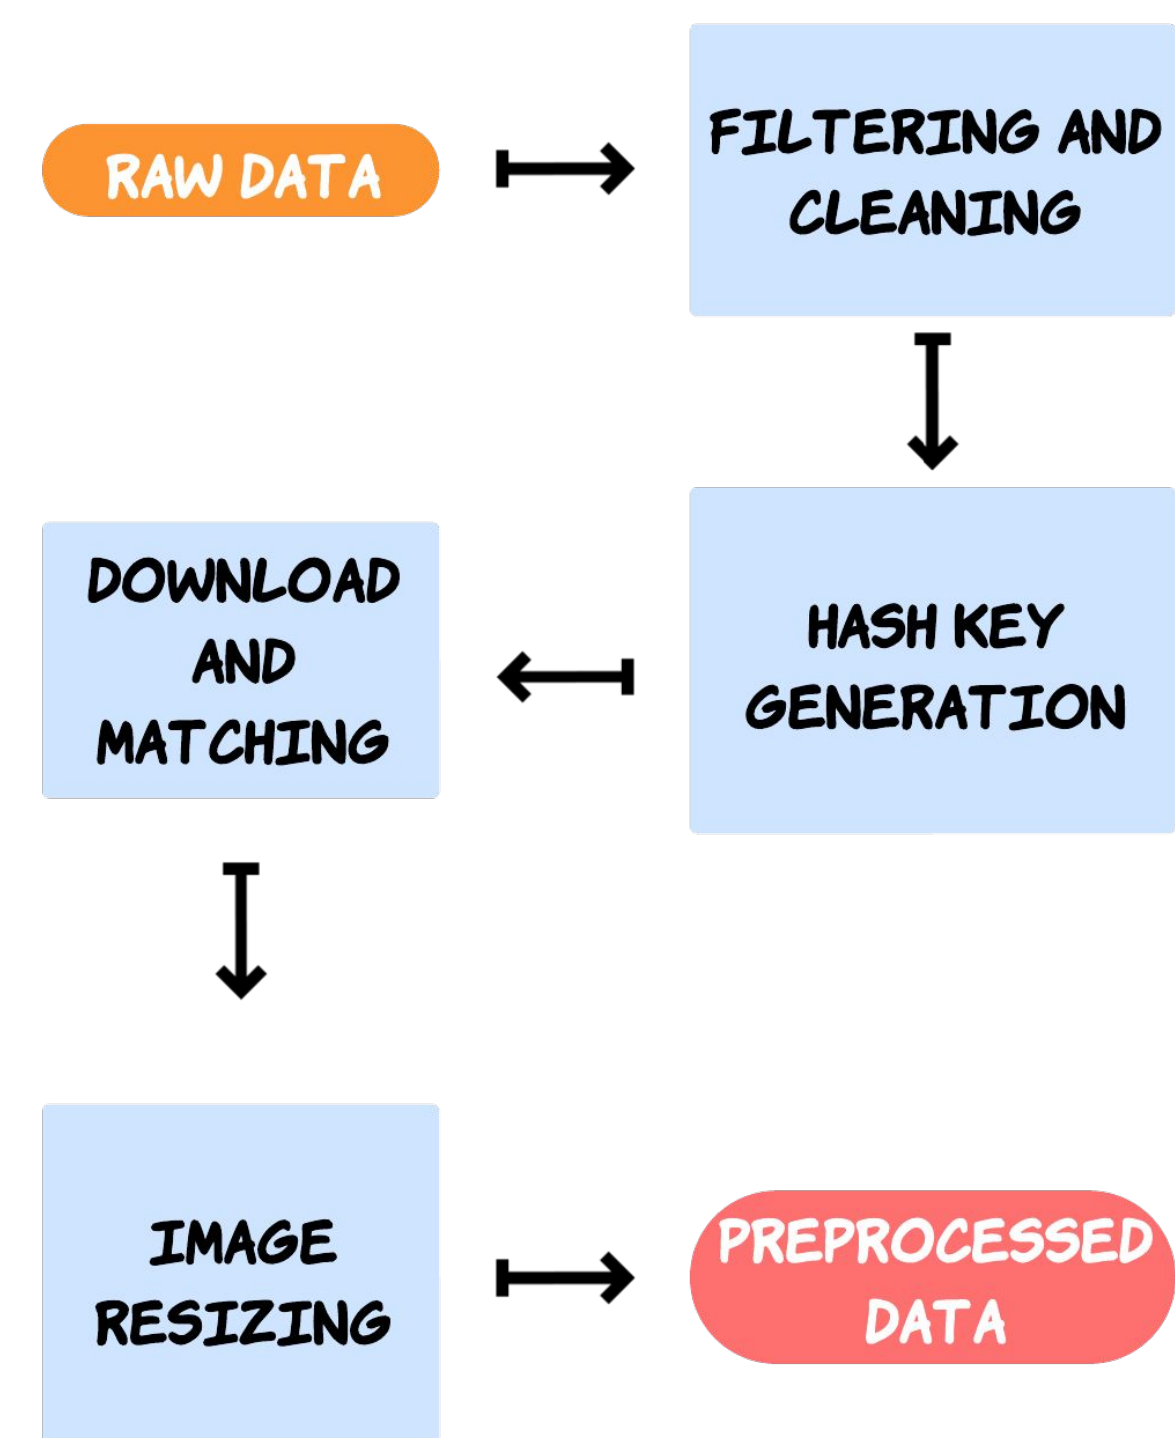 RAW DATA
FILTERING AND
CLEANING
HASH KEY
GENERATION
DOWNLOAD
AND
MATCHING
IMAGE
RESIZING
PREPROCESSED
DATA